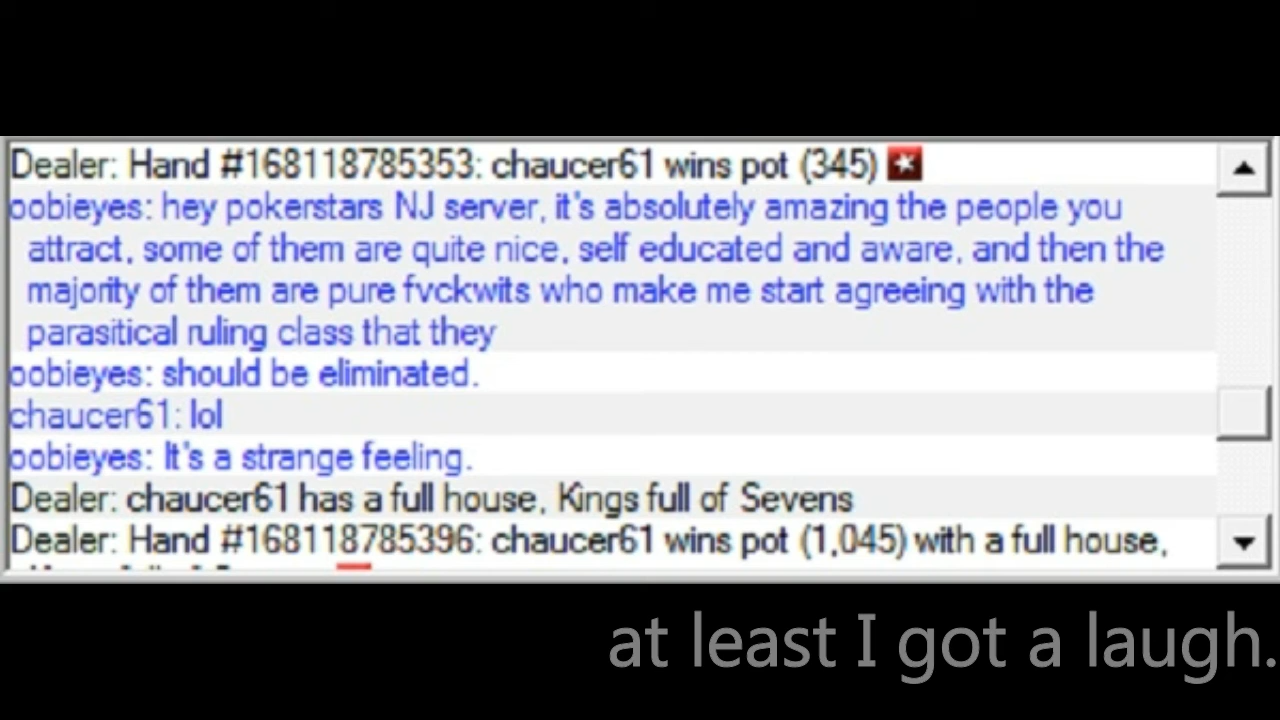 Dealer: Hand #168118785353: chaucer61 wins pot (345)
oobieyes: hey pokerstars NJ server, it's absolutely amazing the people you
attract, some of them are quite nice, self educated and aware, and then the
majority of them are pure fvckwits who make me start agreeing with the
parasitical ruling class that they
oobieyes: should be eliminated.
chaucer61: lol
oobieyes: It's a strange feeling.
Dealer: chaucer61 has a full house, Kings full of Sevens
Dealer: Hand #168118785396: chaucer61 wins pot (1,045) with a full house,
at least I got a laugh.